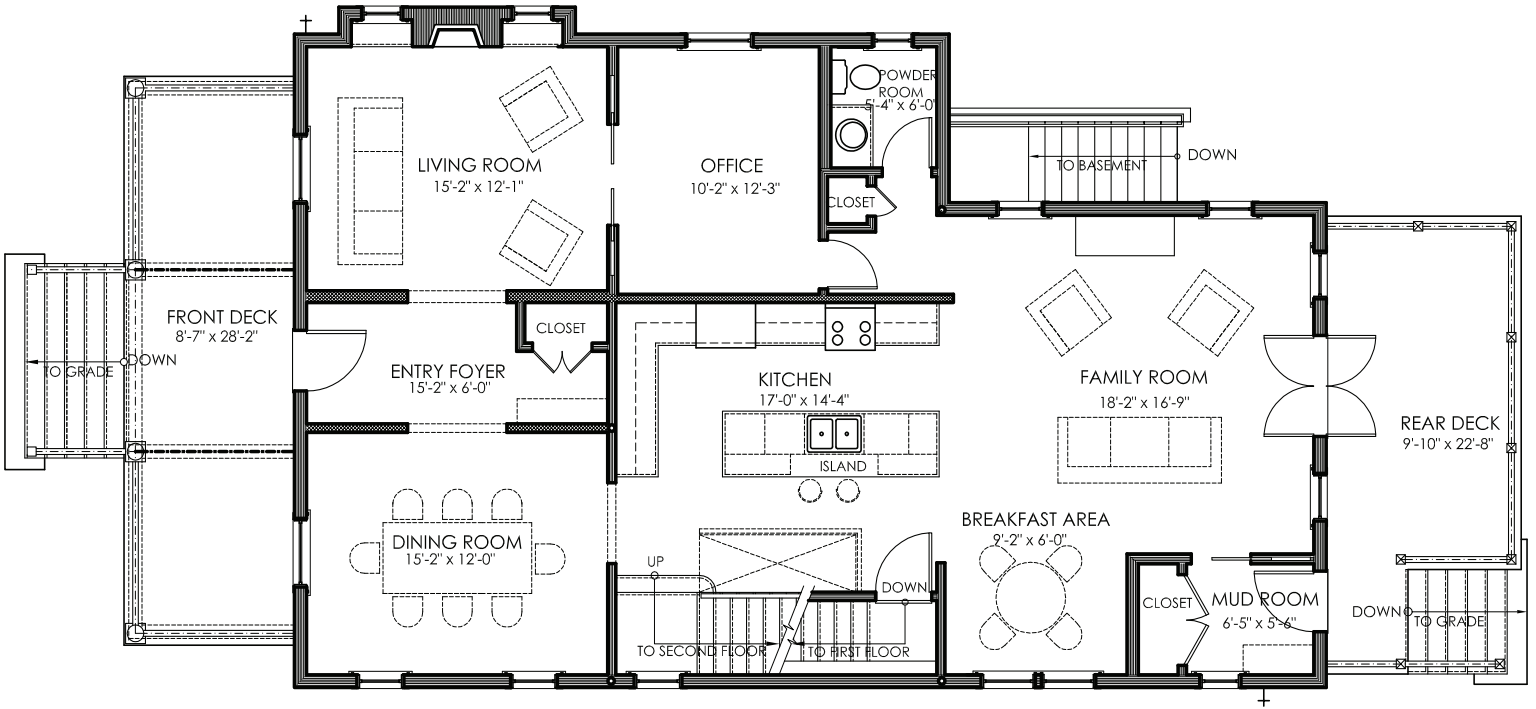 POWDER
ROOM
5'-4" x 6'-0"
LIVING ROOM
15'-2" x 12'-1"
OFFICE
10'-2" x 12'-3"
DOWN
TO BASEMENT
CLOSET
FRONT DECK
8'-7" x 28'-2"
DOWN
TO GRADE
CLOSET
ENTRY FOYER
15'-2" x 6'-0"
KITCHEN
17'-0" x 14'-4"
ISLAND
FAMILY ROOM
18'-2" x 16'-9"
REAR DECK
9'-10" x 22'-8"
DINING ROOM
15'-2" x 12'-0"
BREAKFAST AREA
9'-2" x 6'-0"
UP
DOWN
TO SECOND FLOOR
TO FIRST FLOOR
CLOSET
MUD ROOM
6'-5" x 5'-6"
DOWN
TO GRADE